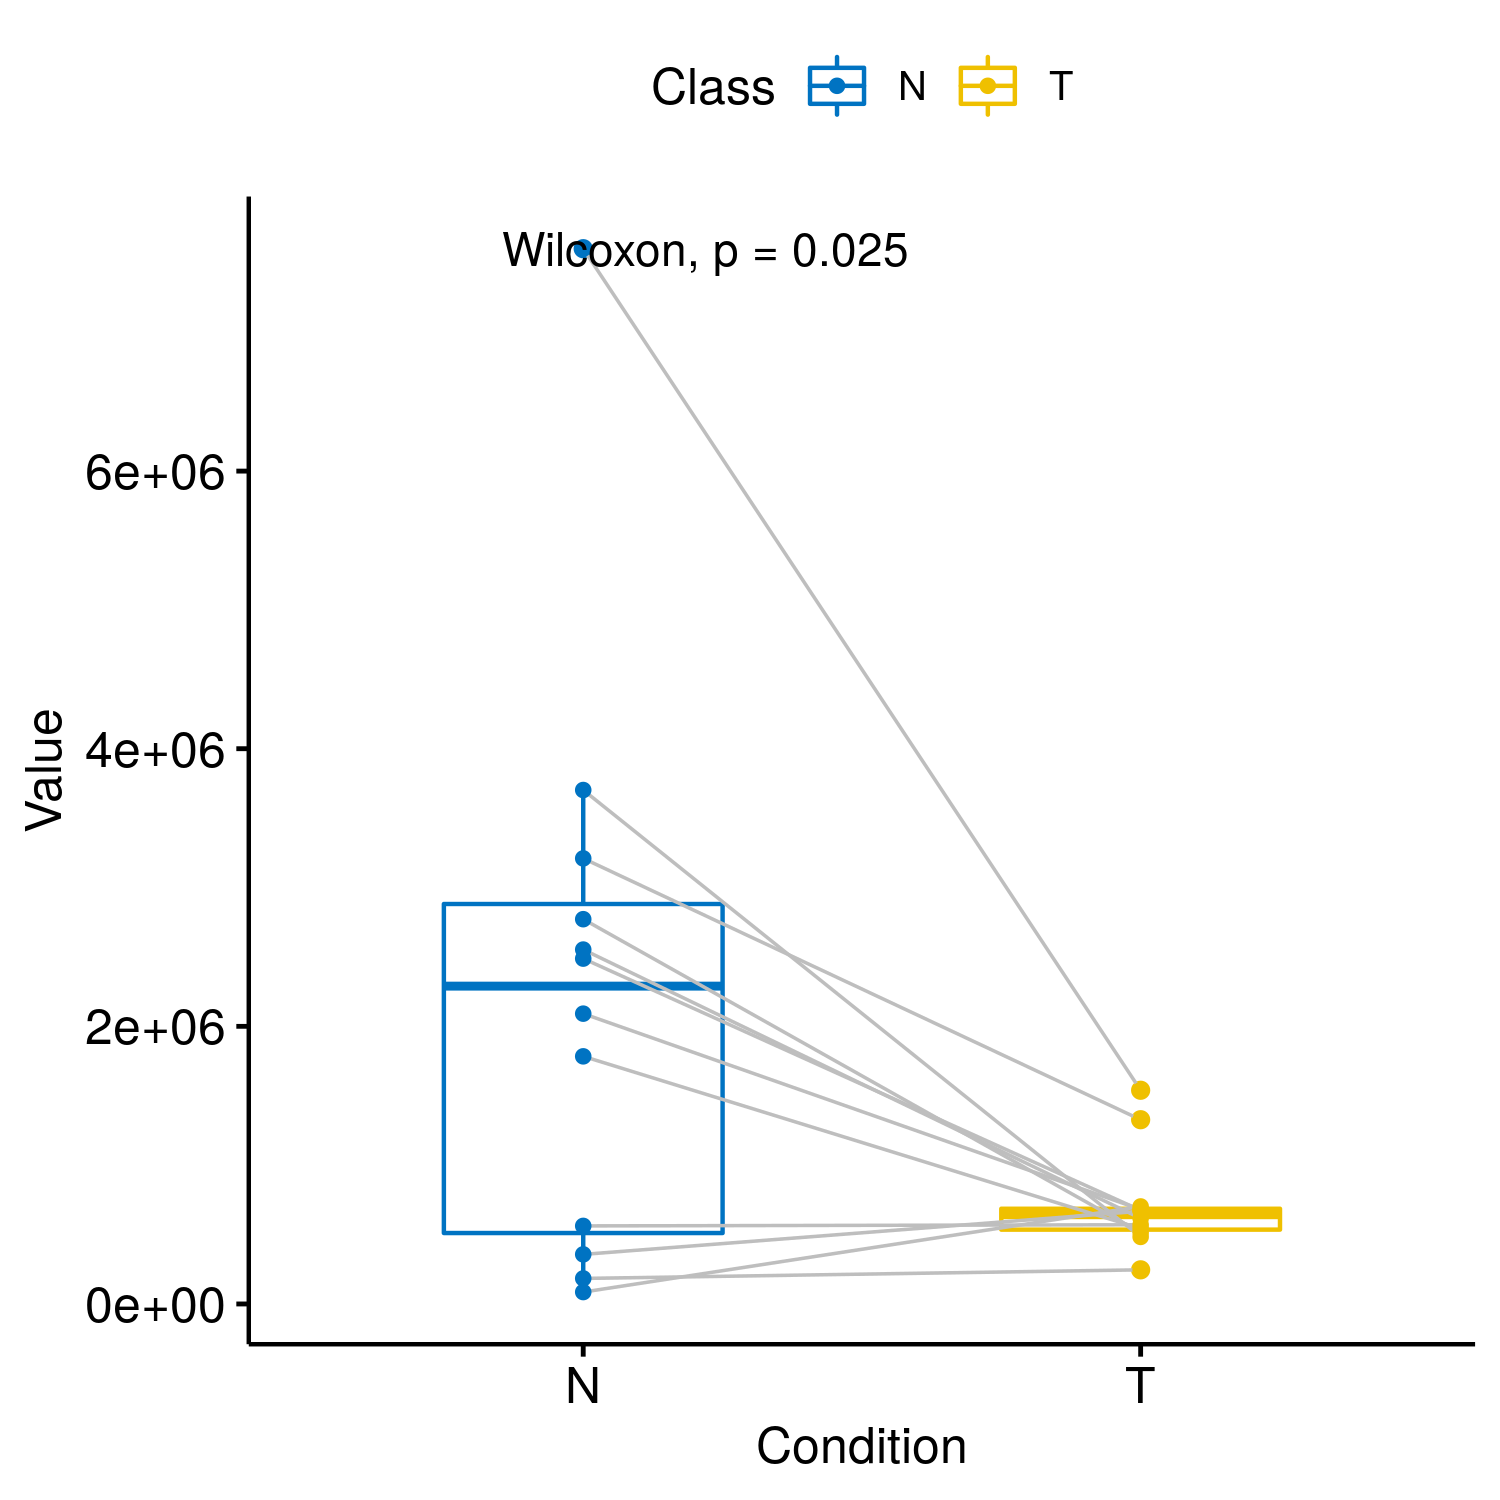 Class N T
Wilcoxon, p = 0.025
6e+06
4e+06
2e+06
0e+00
Value
N T
Condition